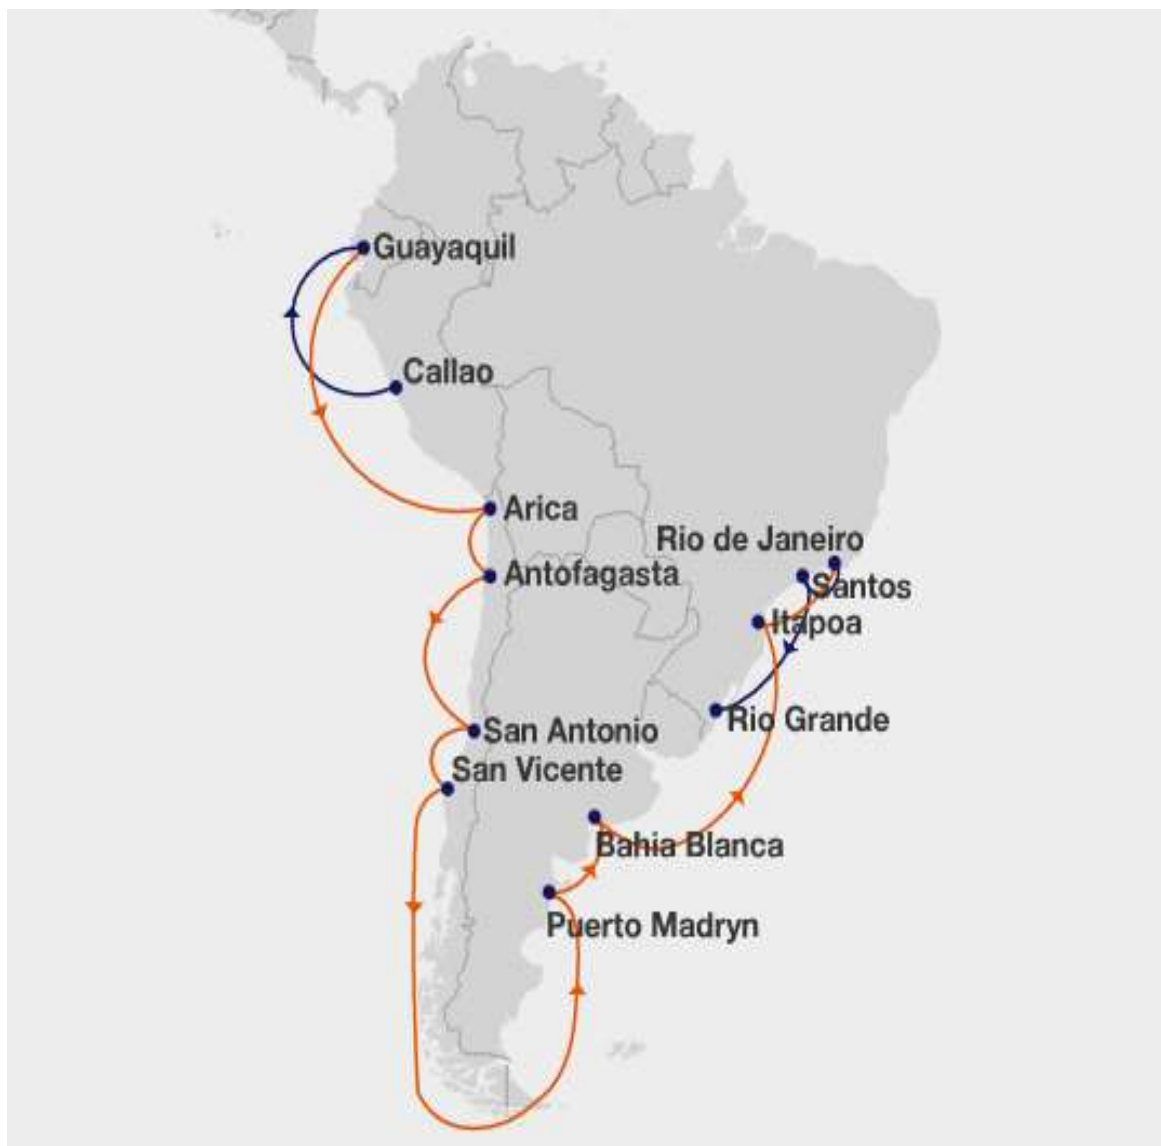 Guayaquil
Callao
Arica
Rio de Janeiro
Antofagasta
Santos
Itapoa
Rio Grande
San Antonio
San Vicente
Bahia Blanca
Puerto Madryn